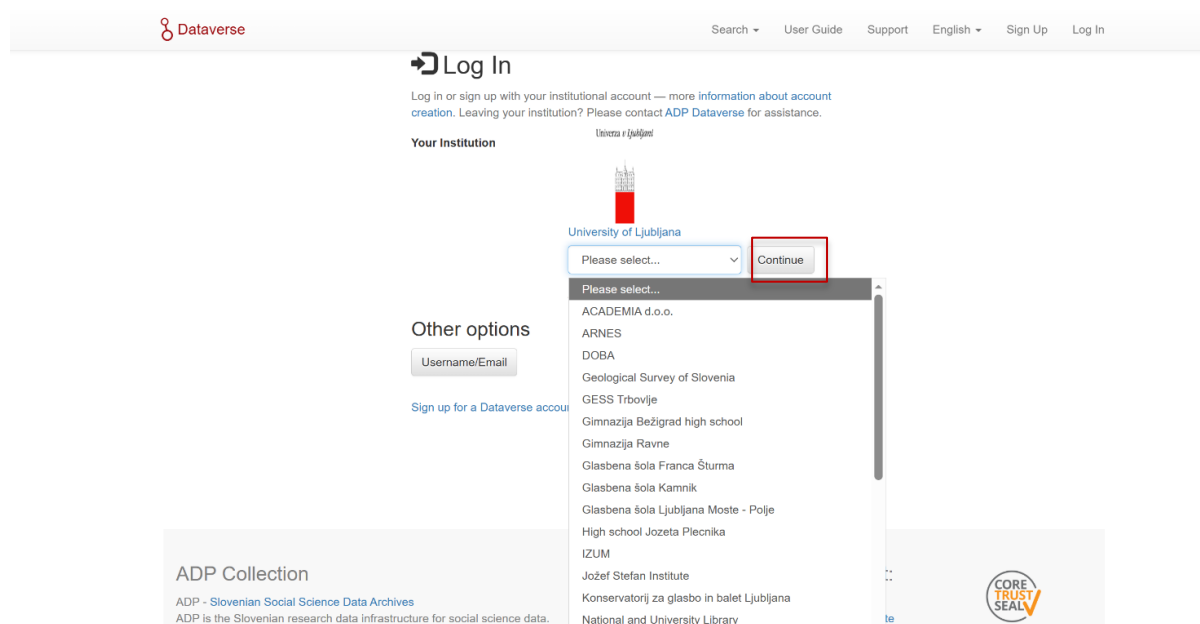 Dataverse
Search User Guide Support English Sign Up Log In
Log In
Log in or sign up with your institutional account — more information about account
creation. Leaving your institution? Please contact ADP Dataverse for assistance.
Your Institution
Univerza v Ljubljani
University of Ljubljana
Please select... Continue
Please select...
ACADEMIA d.o.o.
ARNES
DOBA
Geological Survey of Slovenia
GESS Trbovlje
Gimnazija Bežigrad high school
Gimnazija Ravne
Glasbena šola Franca Šturma
Glasbena šola Kamnik
Glasbena šola Ljubljana Moste - Polje
High school Jozeta Plecnika
IZUM
Jožef Stefan Institute
Konservatorij za glasbo in balet Ljubljana
National and University Library
Other options
Username/Email
Sign up for a Dataverse
ADP Collection
ADP - Slovenian Social Science Data Archives
ADP is the Slovenian research data infrastructure for social science data.
CORE
TRUST
SEAL